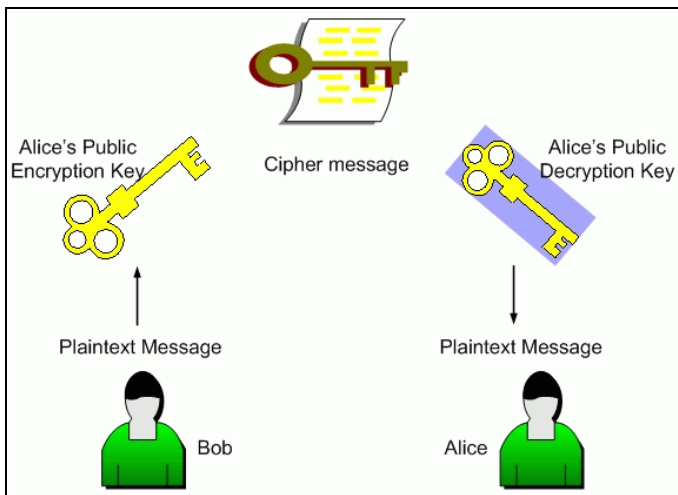 Alice's Public
Encryption Key
Cipher message
Alice's Public
Decryption Key
Plaintext Message
Plaintext Message
Bob
Alice